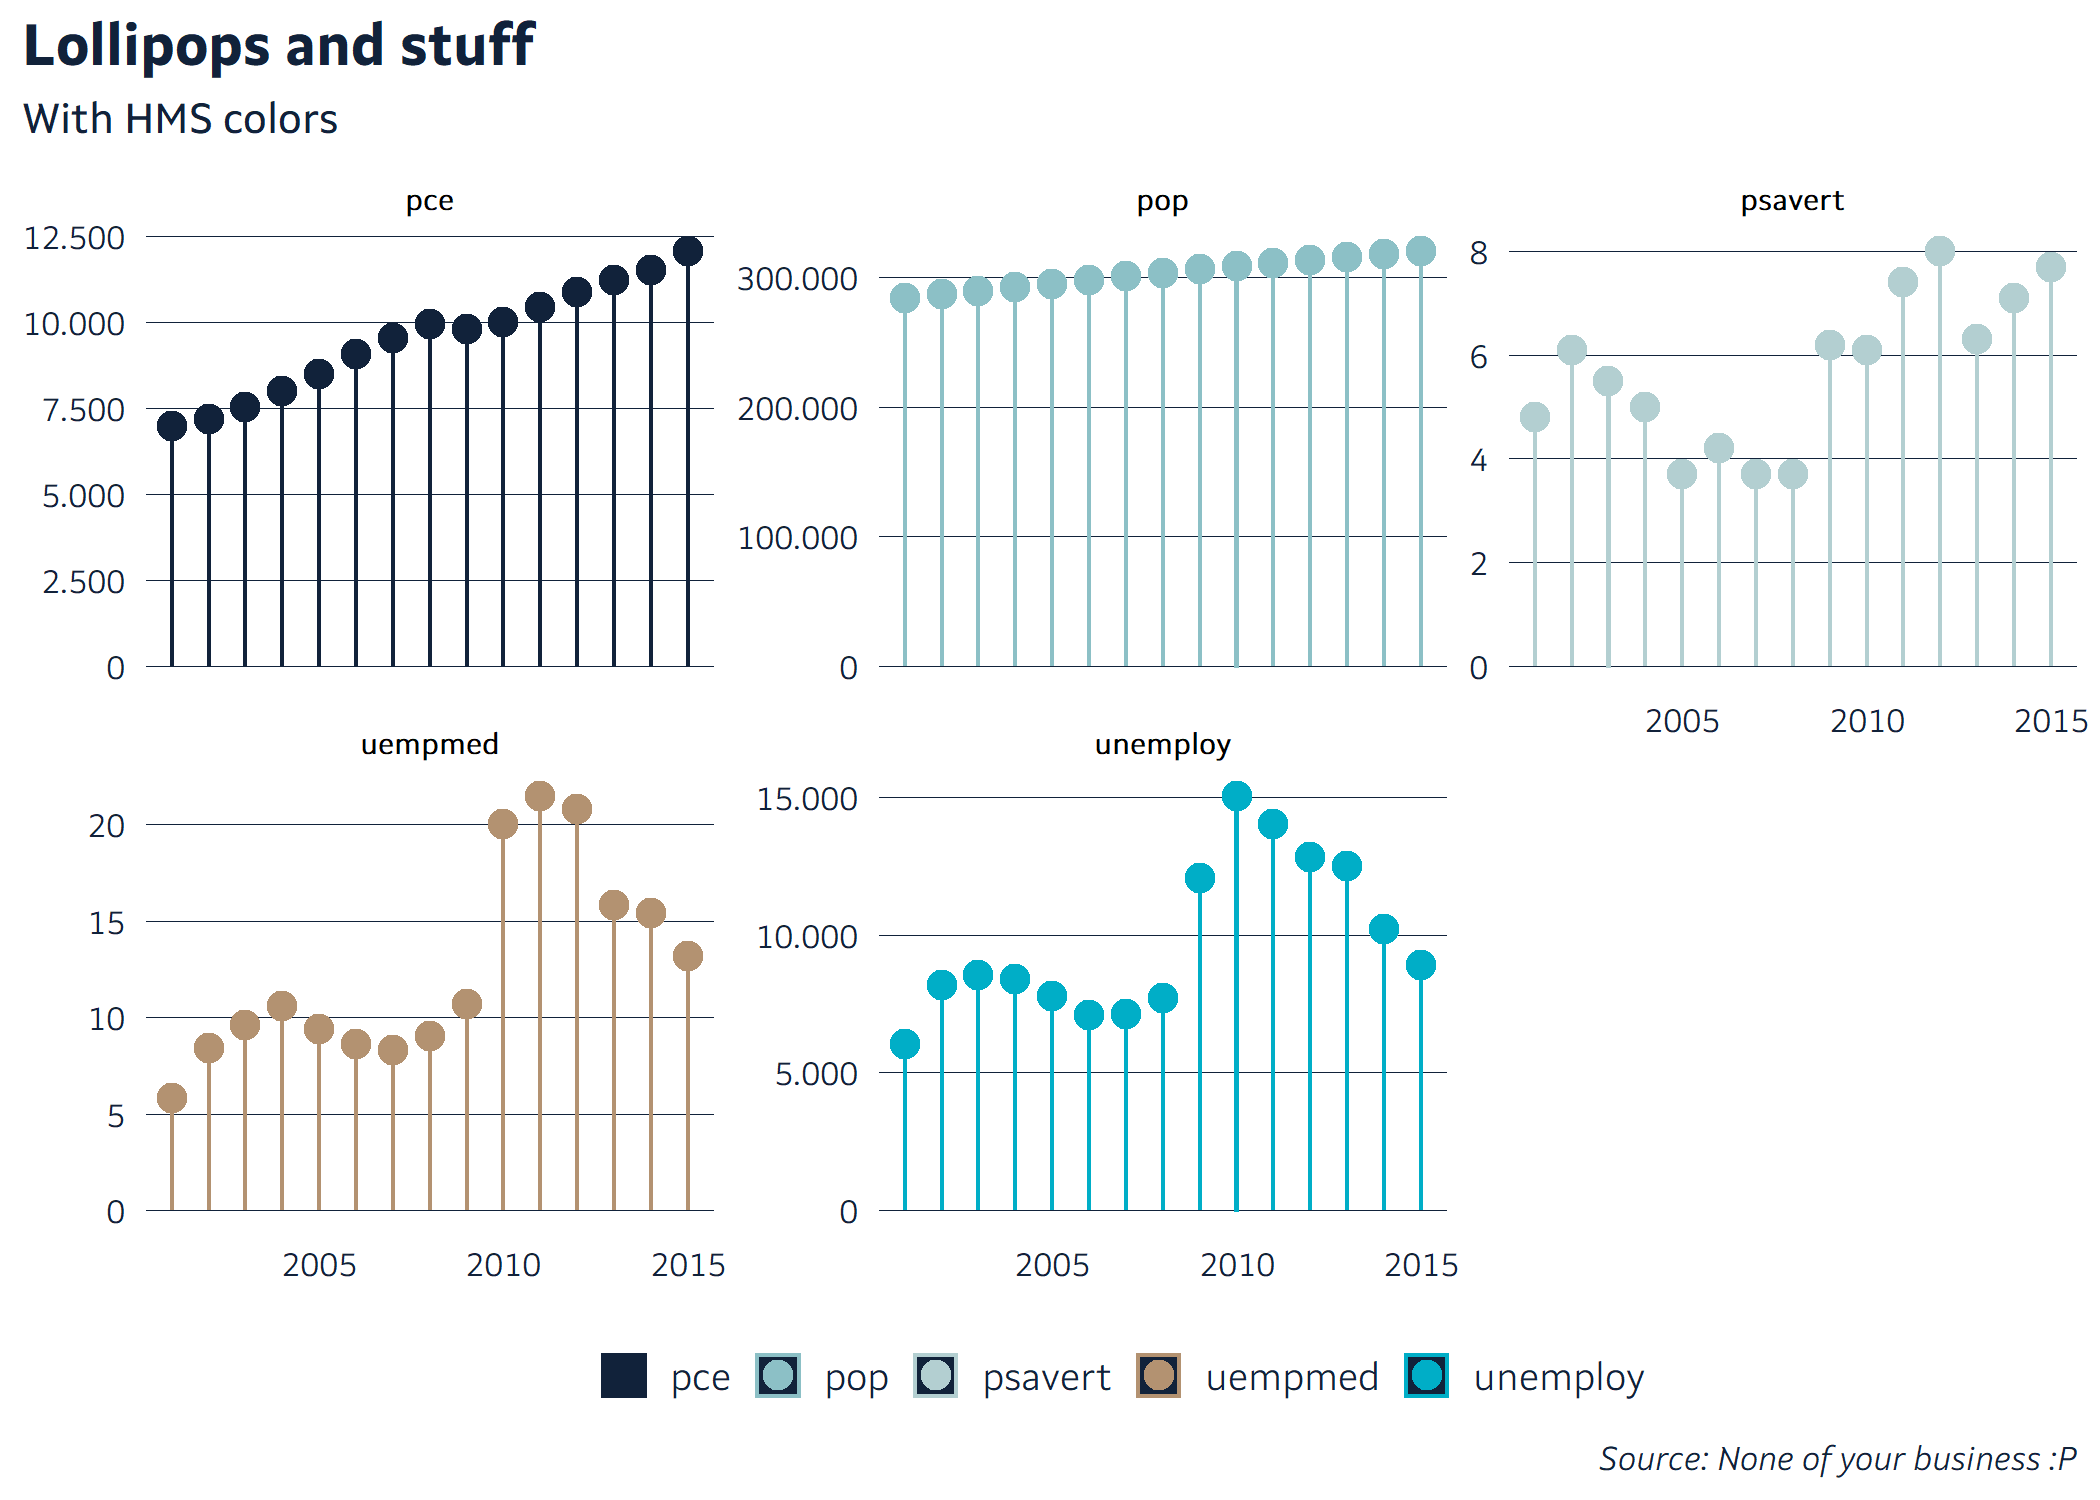 Lollipops and stuff
With HMS colors
pce
12.500
10.000
7.500
5.000
2.500
0
pop
300.000
200.000
100.000
0
psavert
8
6
4
2
0
2005 2010 2015
uempmed
20
15
10
5
0
2005 2010 2015
unemploy
15.000
10.000
5.000
0
2005 2010 2015
pce pop psavert uempmed unemploy
Source: None of your business :P